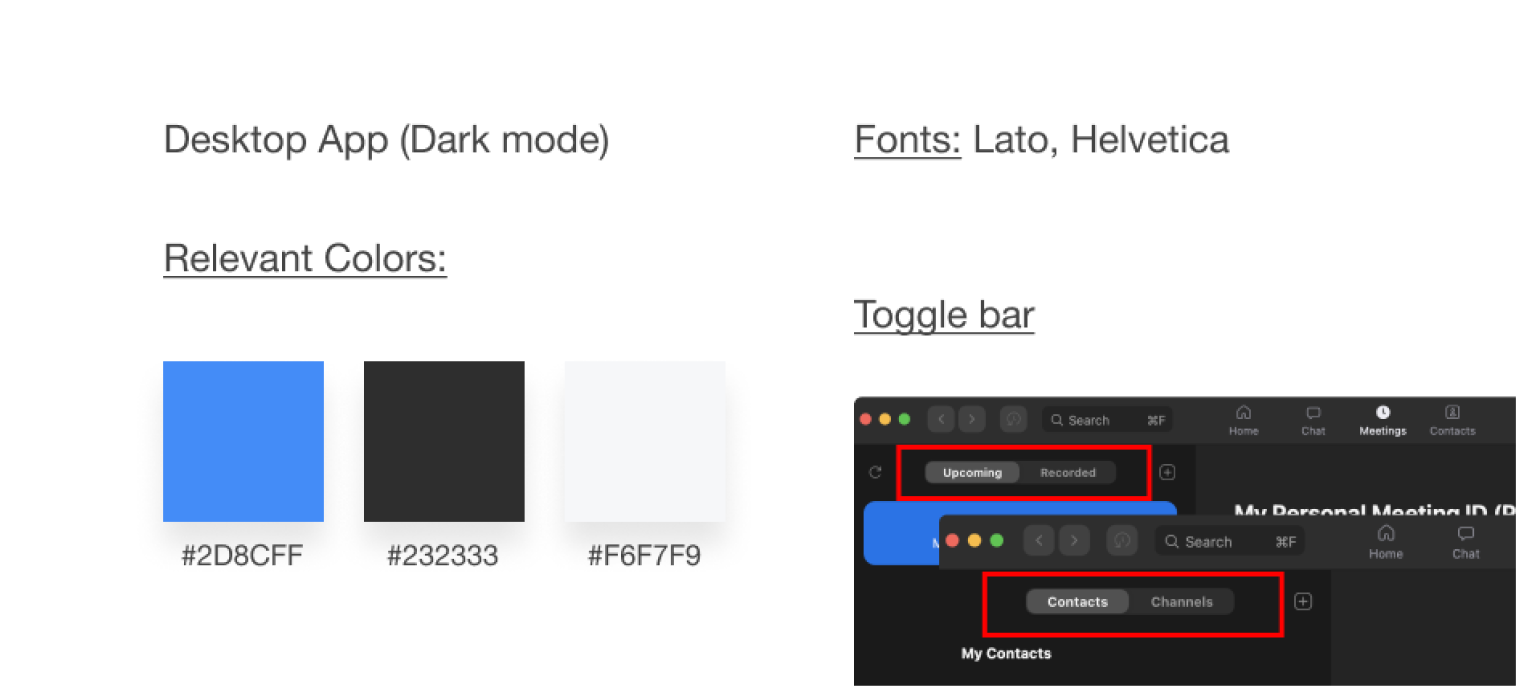 Desktop App (Dark mode)
Relevant Colors:
#2D8CFF
#232333
#F6F7F9
Fonts: Lato, Helvetica
Toggle bar
Search ⌘F
Home
Chat
Meetings
Contacts
Upcoming
Recorded
My Personal Meeting ID (P
M
Search ⌘F
Home
Chat
Contacts
Channels
My Contacts